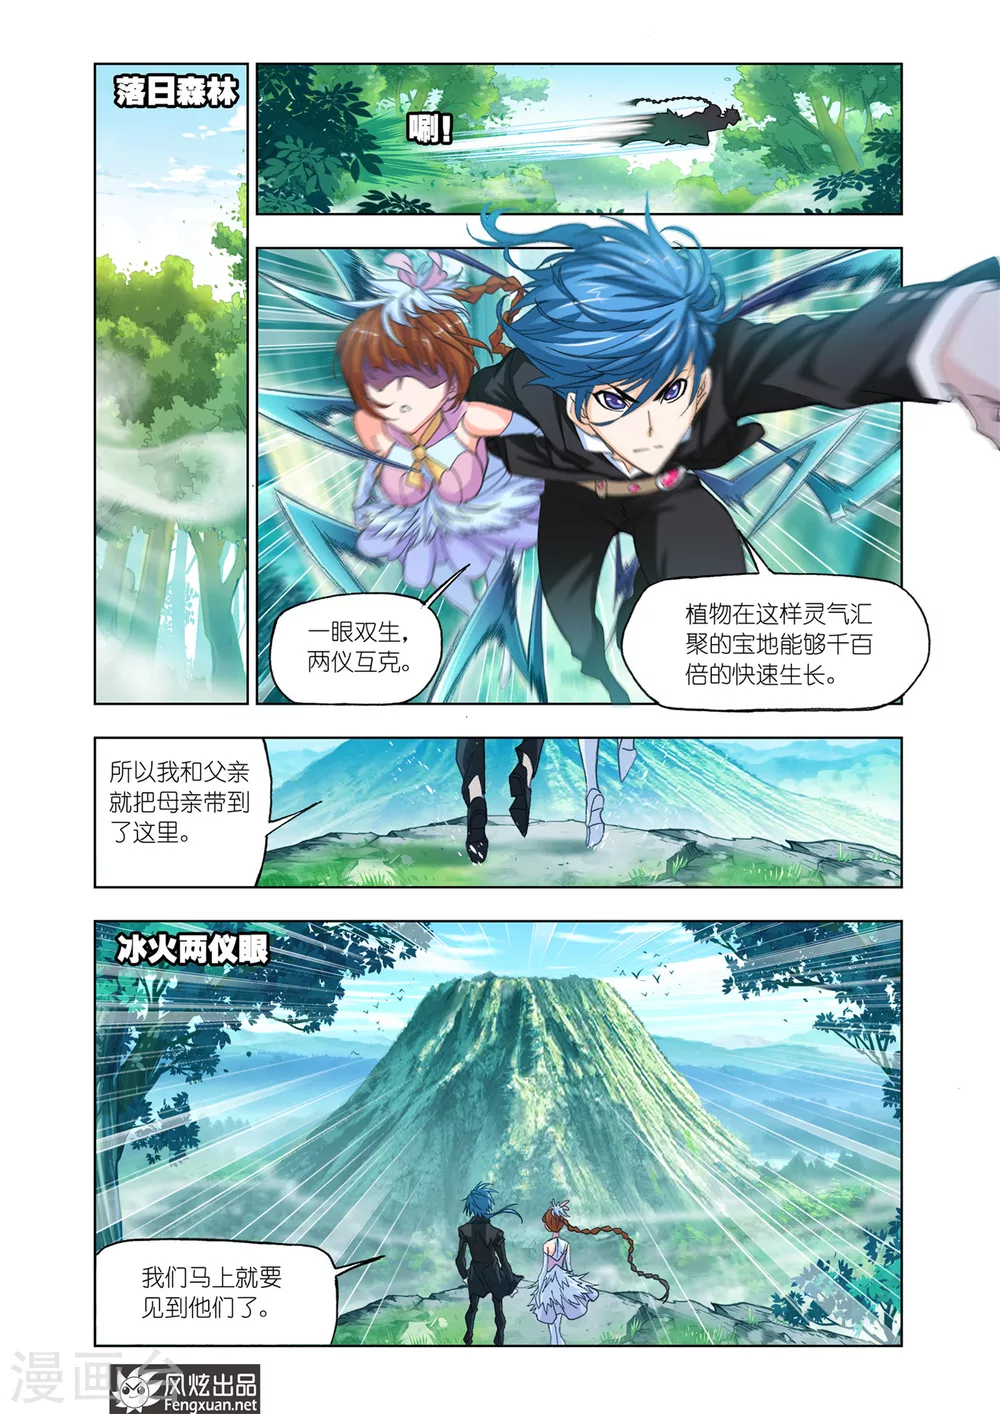 落日森林
唰！
一眼双生，
两仪互克。
植物在这样灵气汇
聚的宝地能够千百
倍的快速生长。
所以我和父亲
就把母亲带到
了这里。
冰火两仪眼
我们马上就要
见到他们了。
漫画台
风炫出品
Fengxuan.net